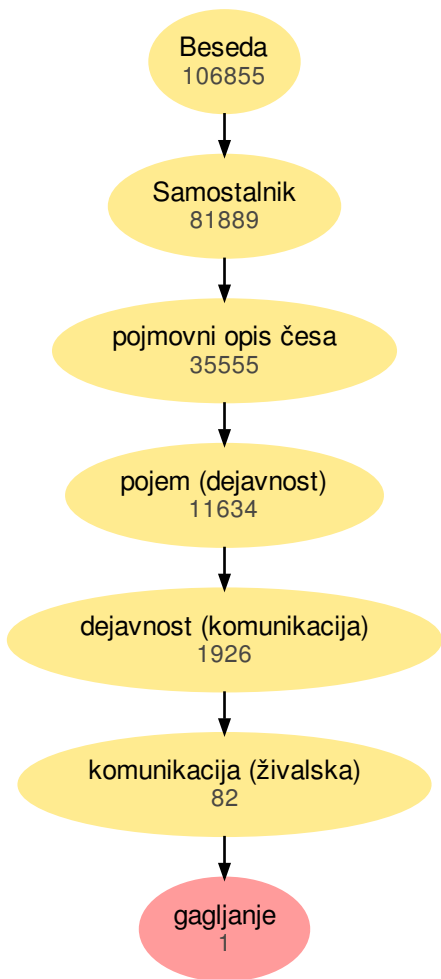 Beseda
106855
Samostalnik
81889
pojmovni opis česa
35555
pojem (dejavnost)
11634
dejavnost (komunikacija)
1926
komunikacija (živalska)
82
gagljanje
1